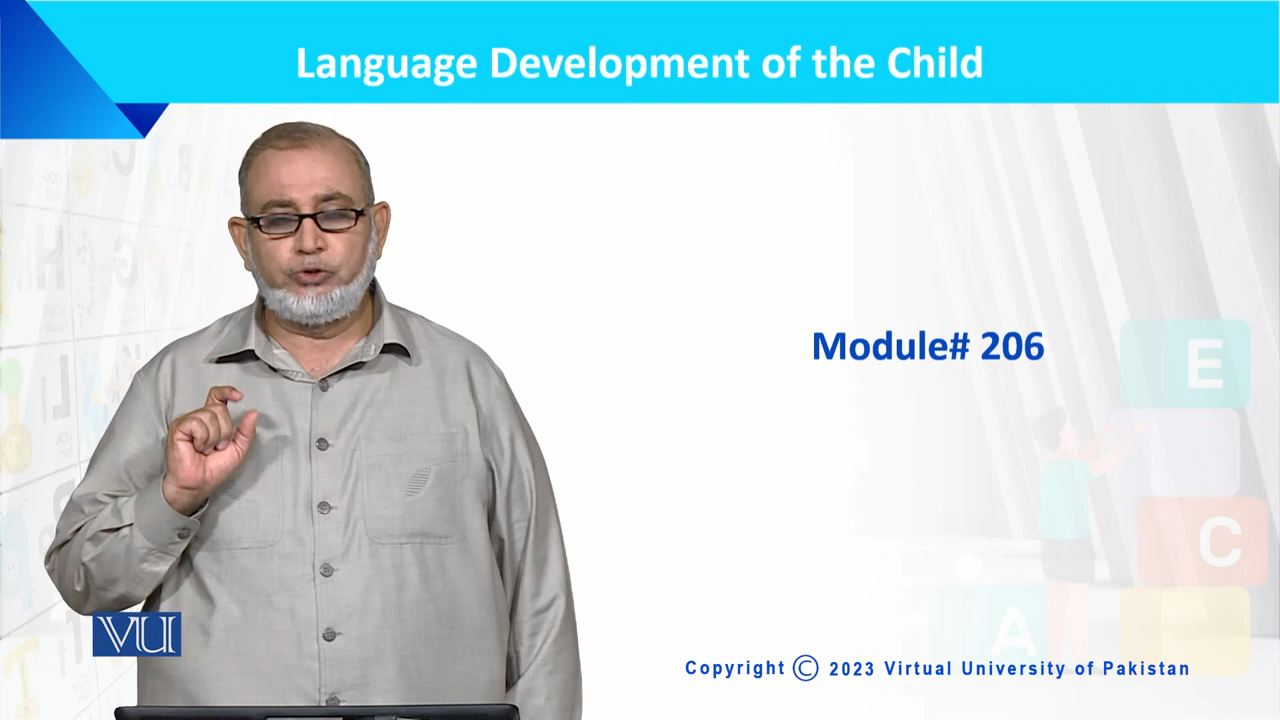 Language Development of the Child
Module# 206
E
C
A
VU
Copyright © 2023 Virtual University of Pakistan